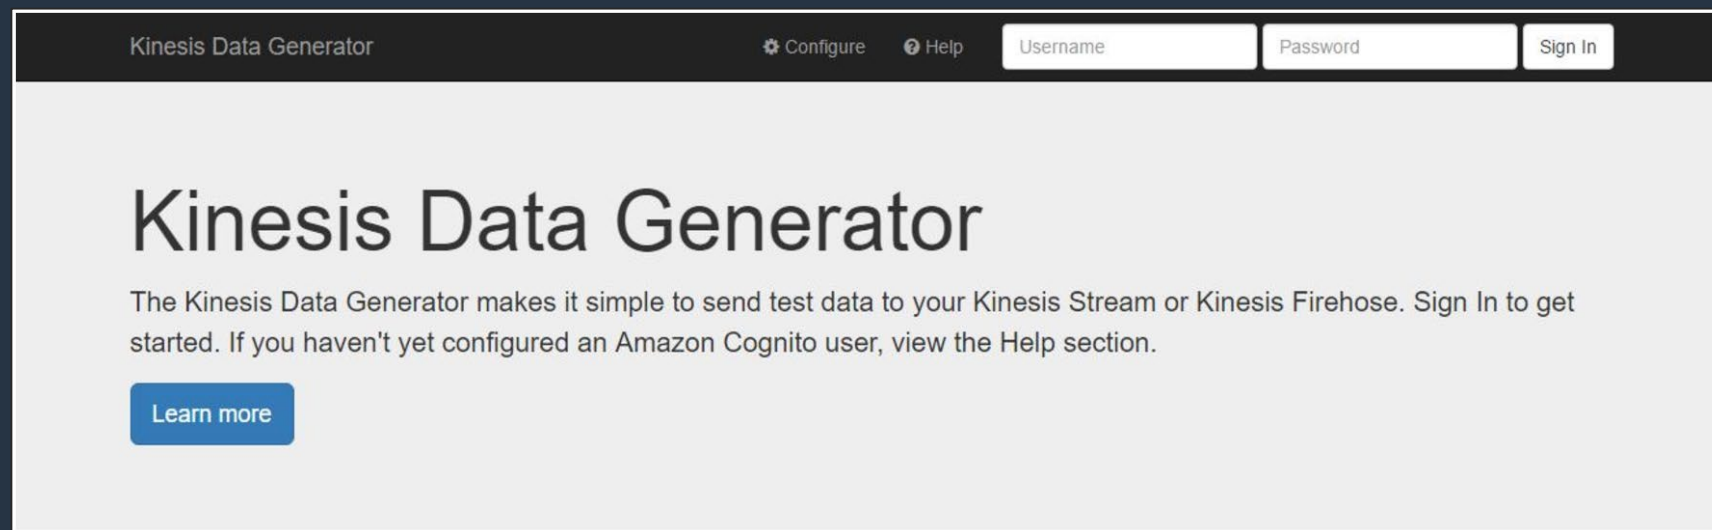 Kinesis Data Generator Configure Help Username Password Sign In
Kinesis Data Generator
The Kinesis Data Generator makes it simple to send test data to your Kinesis Stream or Kinesis Firehose. Sign In to get
started. If you haven't yet configured an Amazon Cognito user, view the Help section.
Learn more